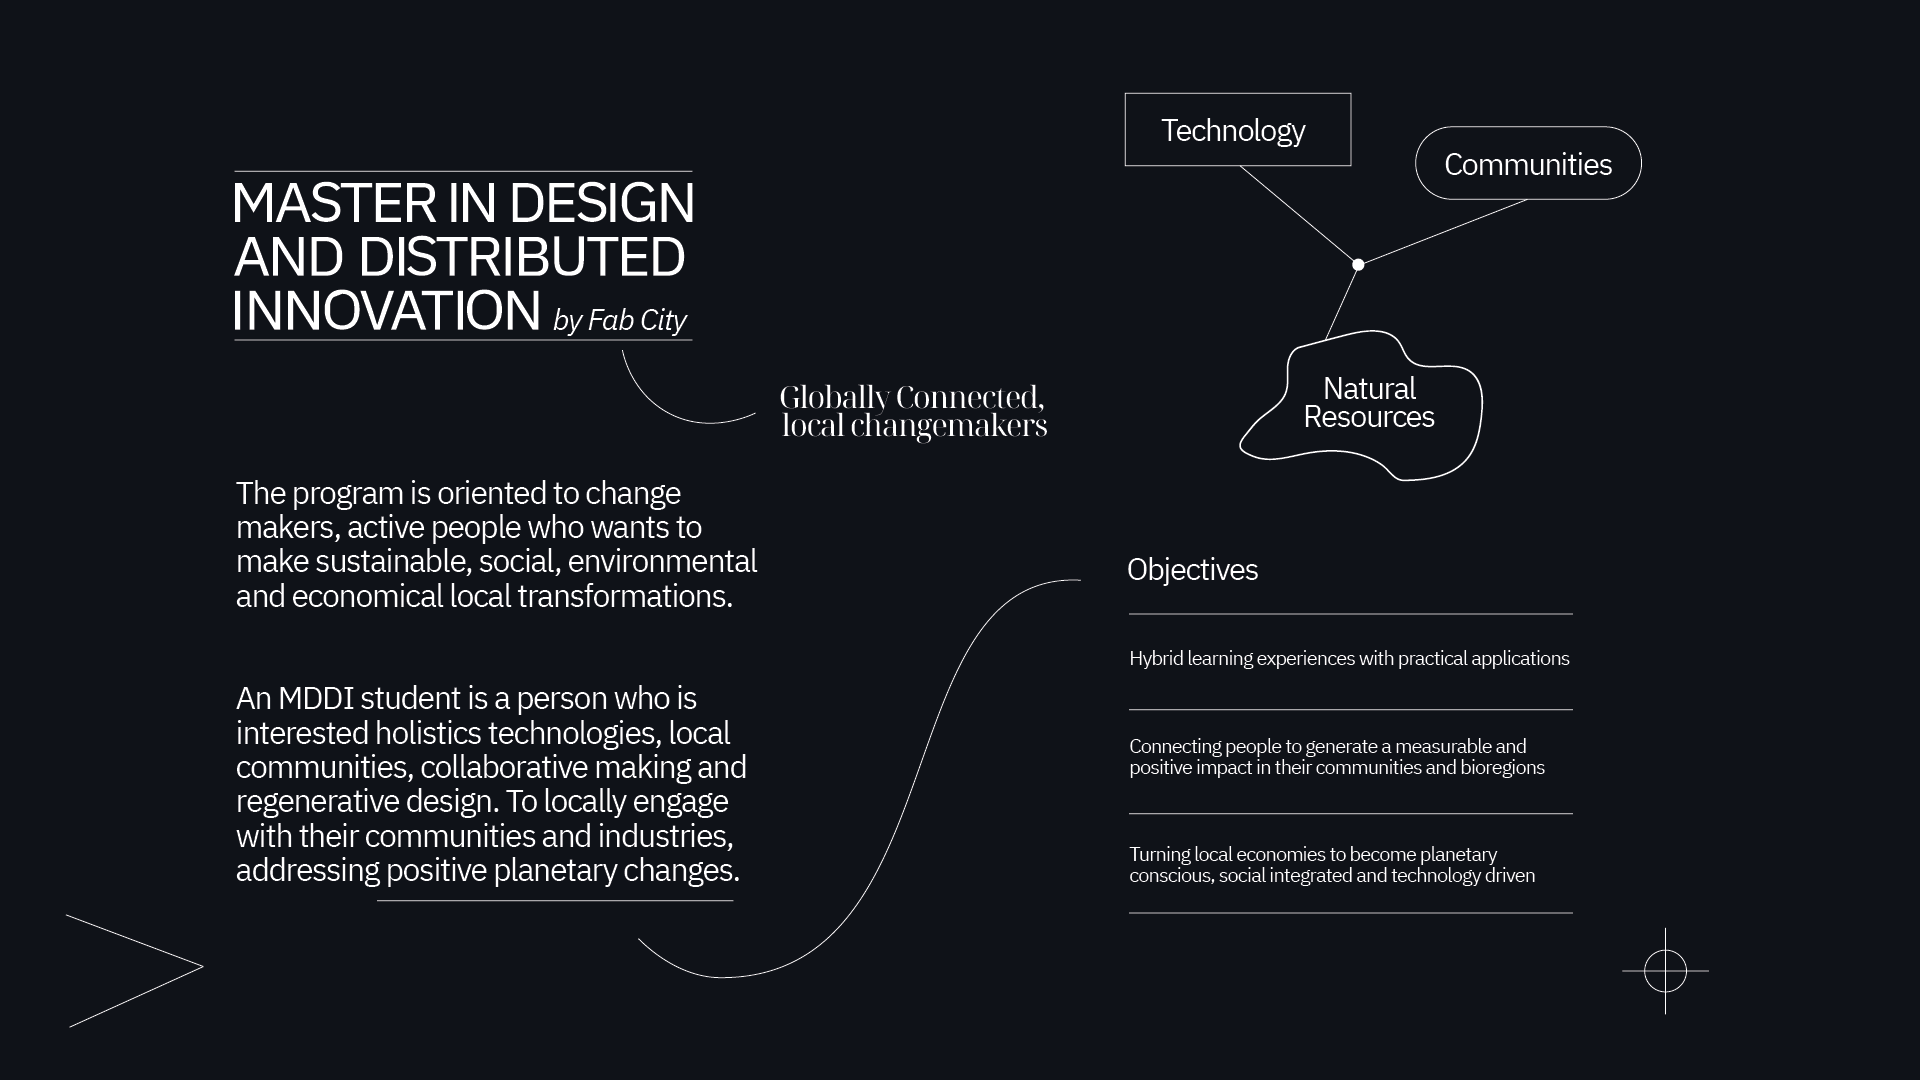 MASTER IN DESIGN
AND DISTRIBUTED
INNOVATION by Fab City
Globally Connected,
local changemakers
The program is oriented to change
makers, active people who wants to
make sustainable, social, environmental
and economical local transformations.
An MDDI student is a person who is
interested holistics technologies, local
communities, collaborative making and
regenerative design. To locally engage
with their communities and industries,
addressing positive planetary changes.
Technology
Communities
Natural
Resources
Objectives
Hybrid learning experiences with practical applications
Connecting people to generate a measurable and
positive impact in their communities and bioregions
Turning local economies to become planetary
conscious, social integrated and technology driven